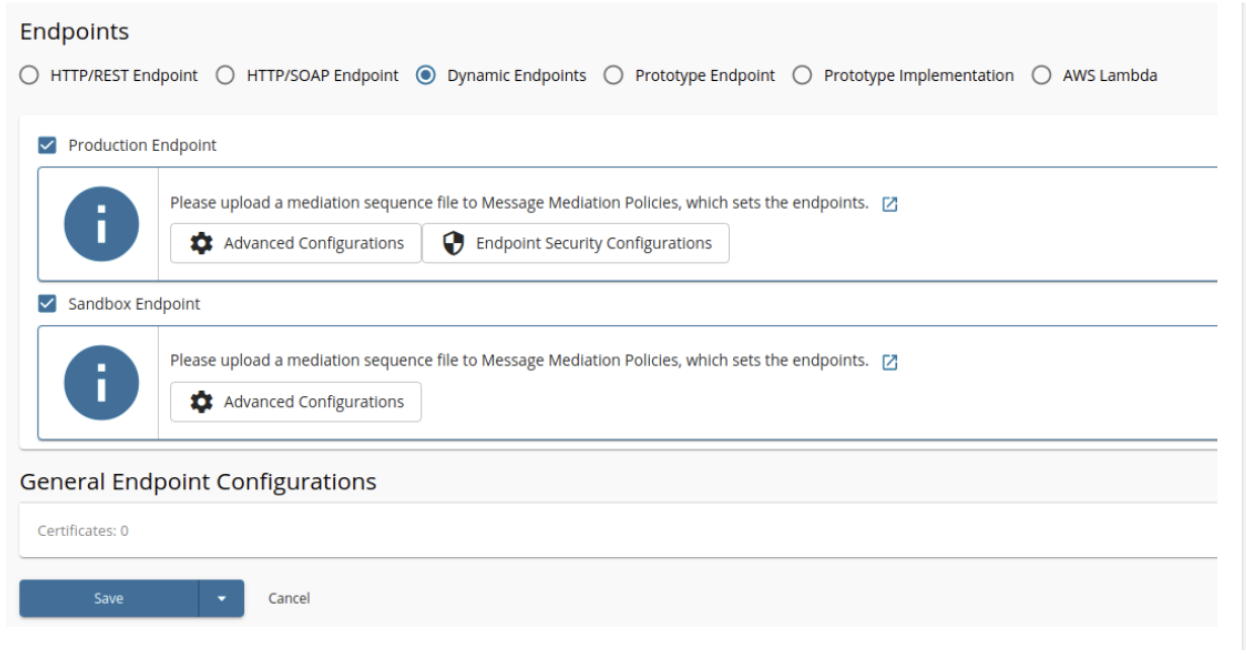 Endpoints
HTTP/REST Endpoint HTTP/SOAP Endpoint Dynamic Endpoints Prototype Endpoint Prototype Implementation AWS Lambda
Production Endpoint
Please upload a mediation sequence file to Message Mediation Policies, which sets the endpoints.
Advanced Configurations Endpoint Security Configurations
Sandbox Endpoint
Please upload a mediation sequence file to Message Mediation Policies, which sets the endpoints.
Advanced Configurations
General Endpoint Configurations
Certificates: 0
Save Cancel